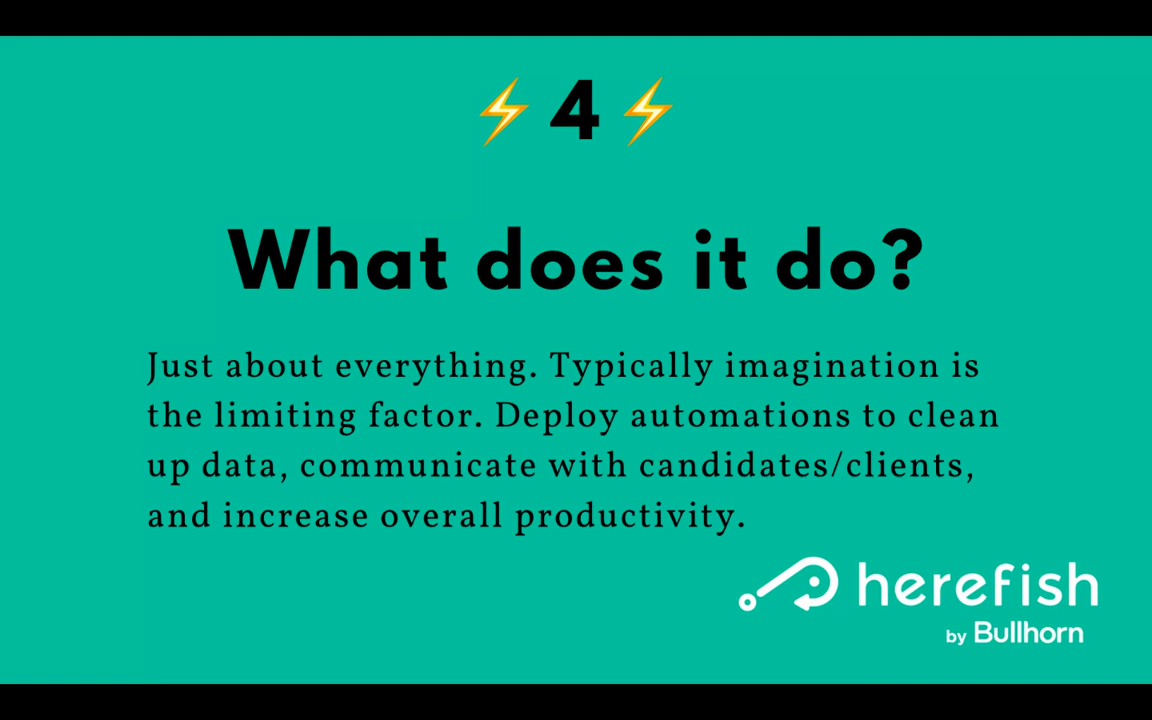 ⚡ 4 ⚡
What does it do?
Just about everything. Typically imagination is
the limiting factor. Deploy automations to clean
up data, communicate with candidates/clients,
and increase overall productivity.
herefish
by Bullhorn